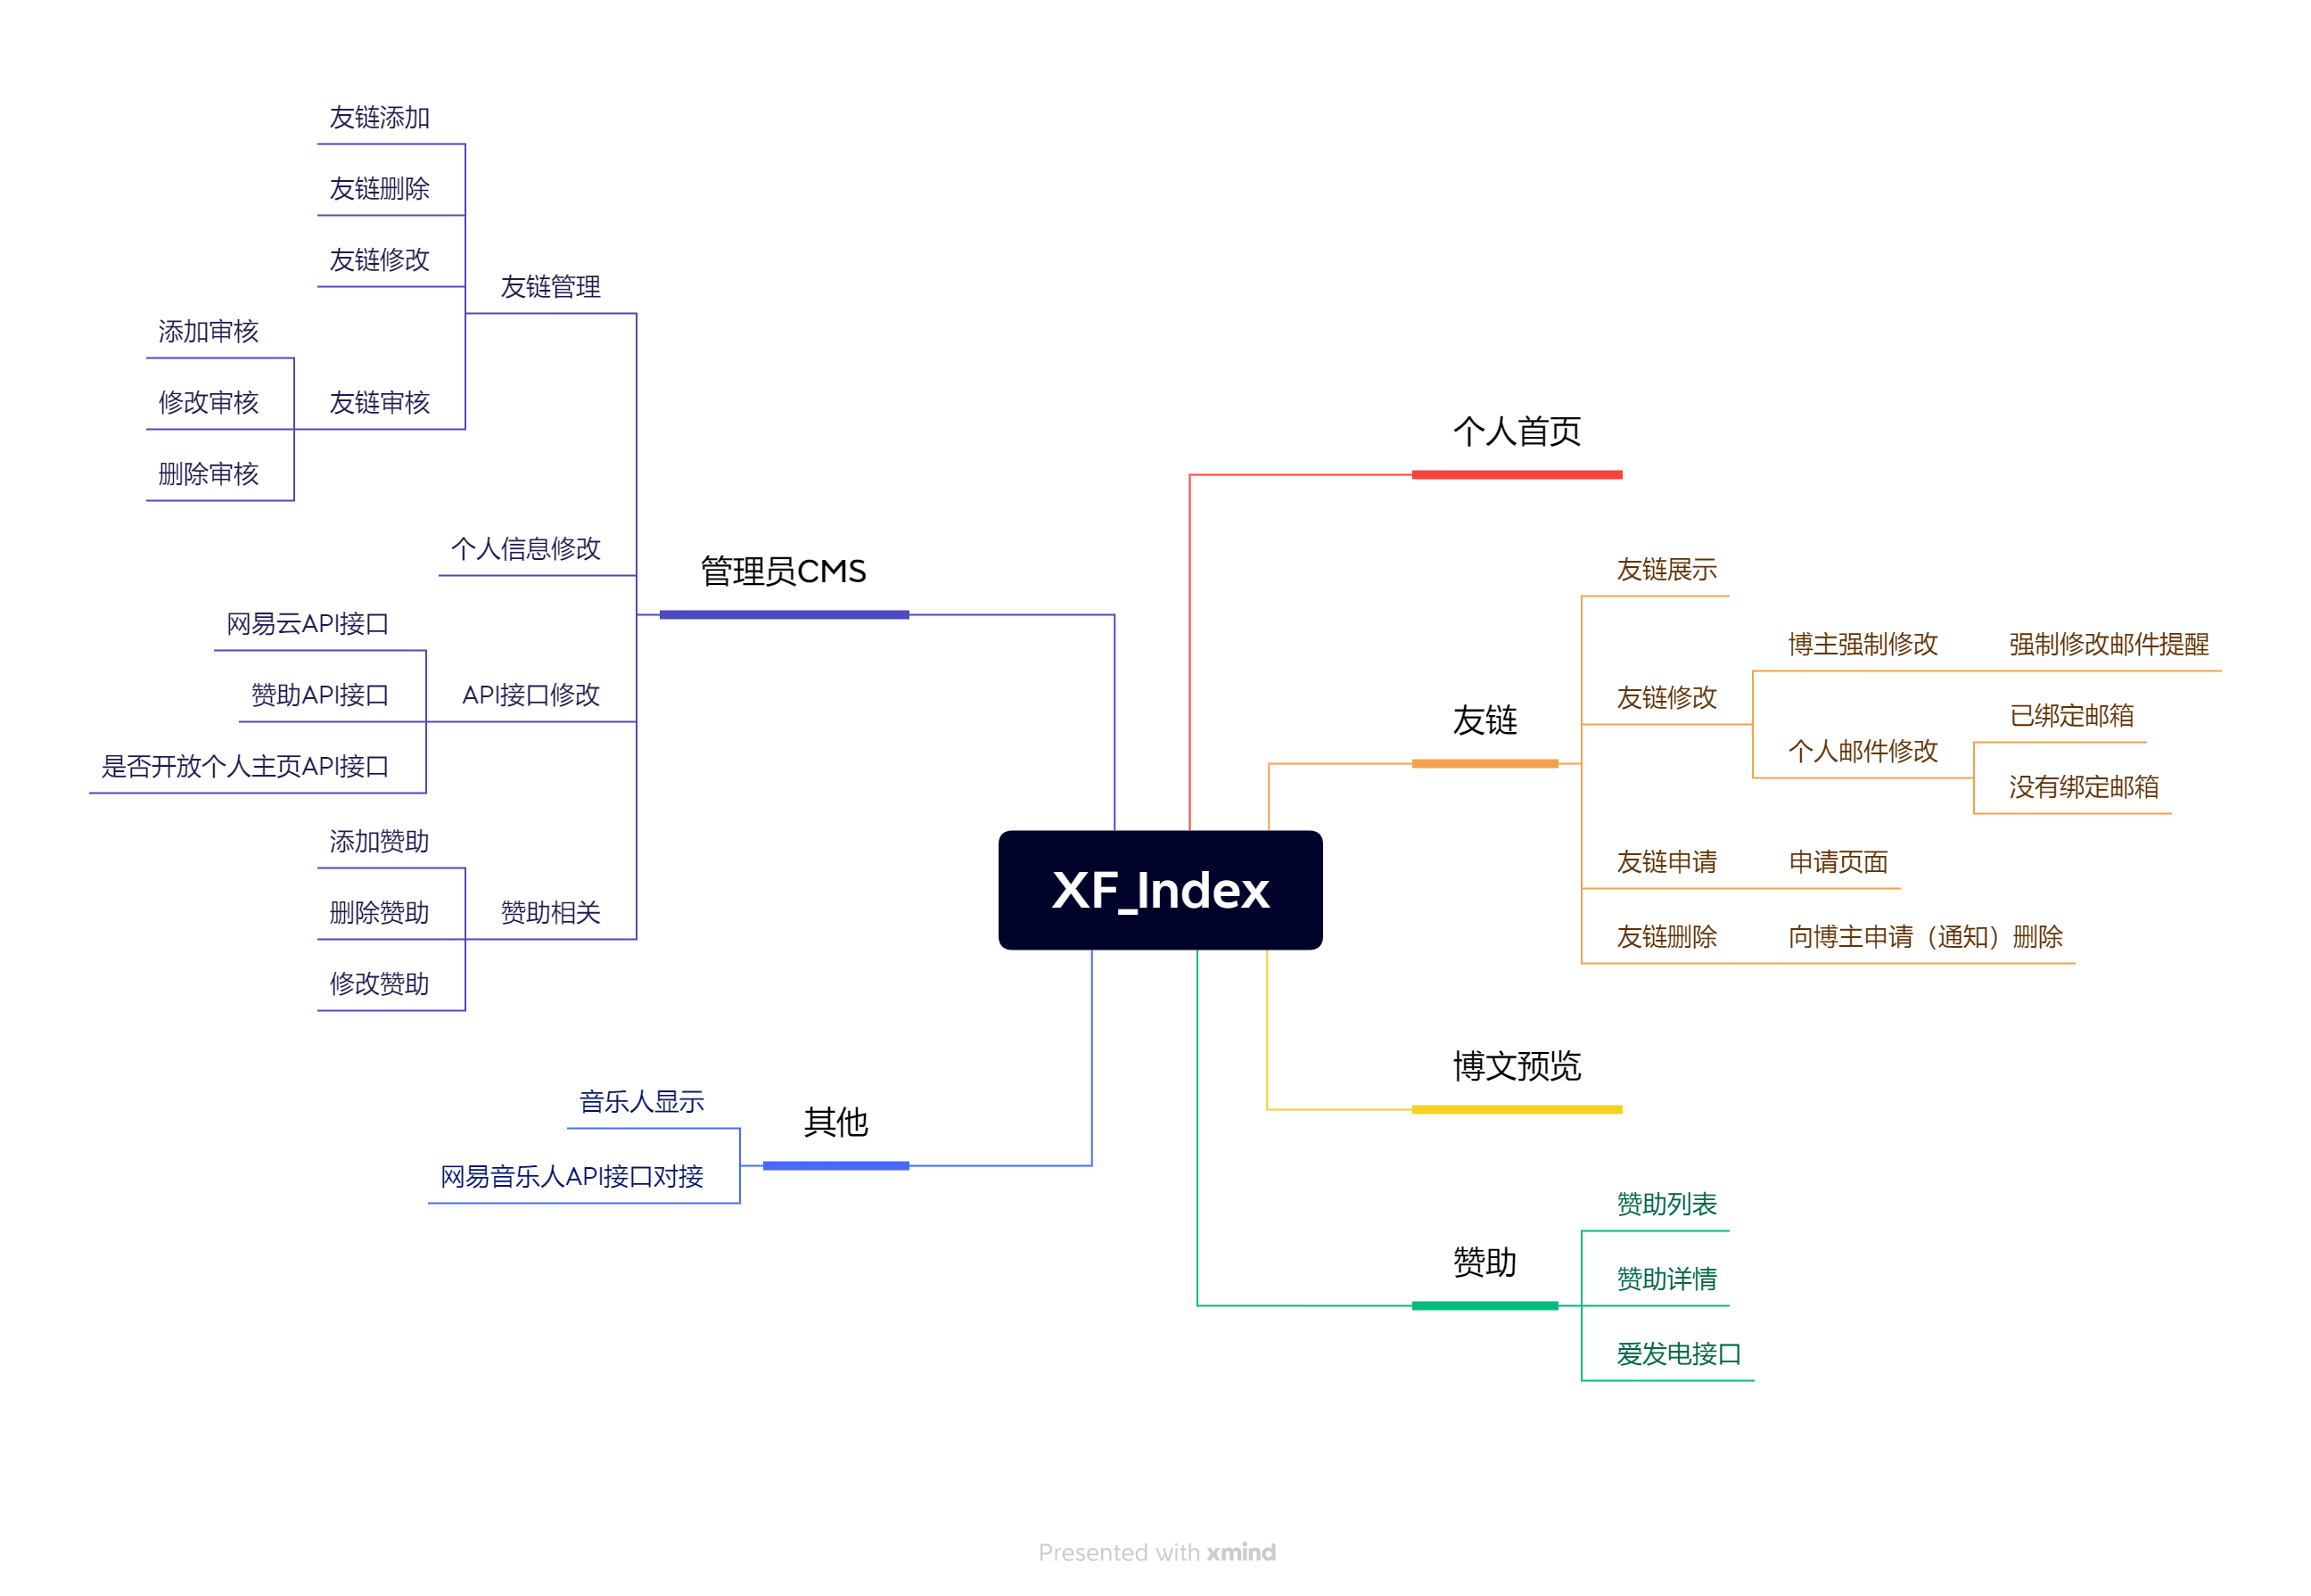 XF_Index
个人首页
友链
友链展示
友链修改
博主强制修改
强制修改邮件提醒
个人邮件修改
已绑定邮箱
没有绑定邮箱
友链申请
申请页面
友链删除
向博主申请（通知）删除
博文预览
赞助
赞助列表
赞助详情
爱发电接口
管理员CMS
友链管理
友链添加
友链删除
友链修改
友链审核
添加审核
修改审核
删除审核
个人信息修改
API接口修改
网易云API接口
赞助API接口
是否开放个人主页API接口
赞助相关
添加赞助
删除赞助
修改赞助
其他
音乐人显示
网易音乐人API接口对接
Presented with xmind